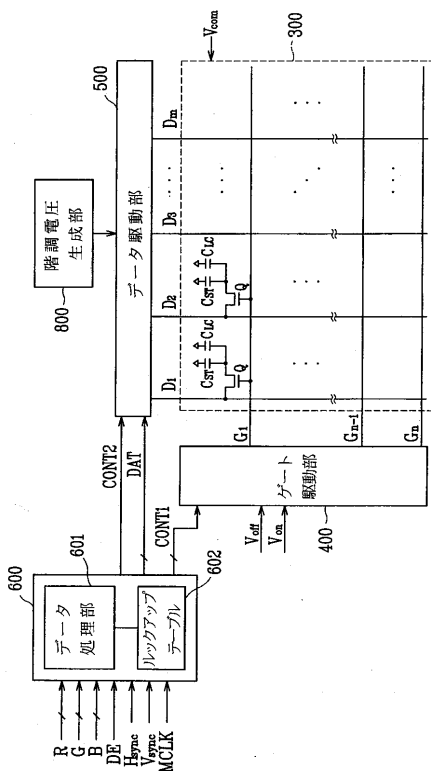 R
G
B
DE
Hsync
Vsync
MCLK
600
601
データ
処理部
ルックアップ
テーブル
602
CONT2
DAT
CONT1
800
階調電圧
生成部
500
データ駆動部
400
ゲート
駆動部
Voff
Von
D1
D2
D3
....
Dm
Vcom
300
CST
CLC
Q
CST
CLC
Q
G1
Gn-1
Gn